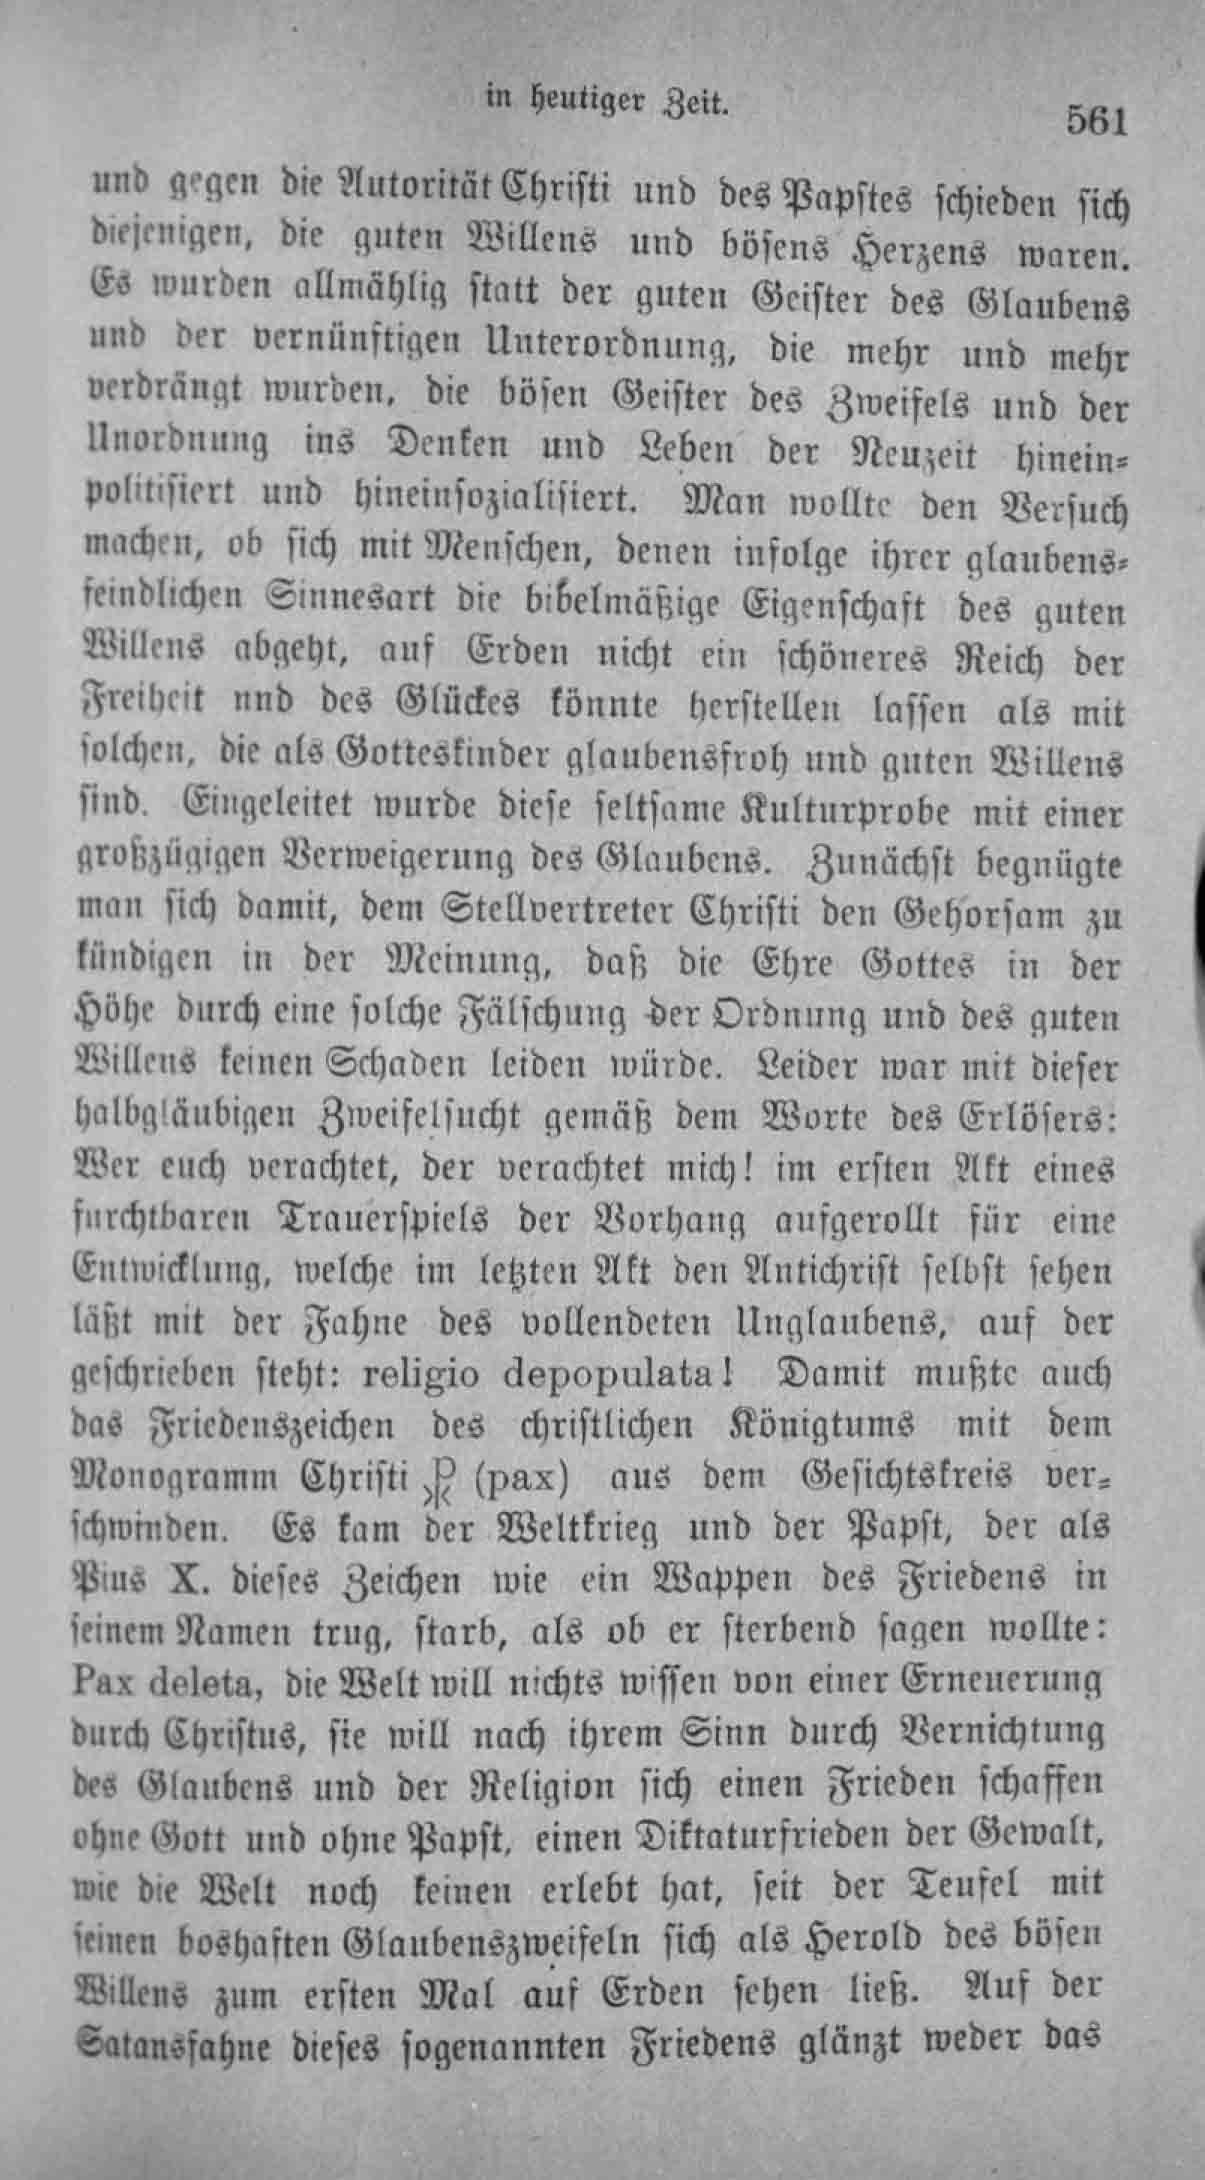 in heutiger Zeit.
561
und gegen die Autorität Christi und des Papstes schieden sich
diejenigen, die guten Willens und bösens Herzens waren.
Es wurden allmählig statt der guten Geister des Glaubens
und der vernünftigen Unterordnung, die mehr und mehr
verdrängt wurden, die bösen Geister des Zweifels und der
Unordnung ins Denken und Leben der Neuzeit hinein-
politisiert und hineinsozialisiert. Man wollte den Versuch
machen, ob sich mit Menschen, denen infolge ihrer glaubens-
feindlichen Sinnesart die bibelmäßige Eigenschaft des guten
Willens abgeht, auf Erden nicht ein schöneres Reich der
Freiheit nnd des Glückes könnte herstellen lassen als mit
solchen, die als Gotteskinder glaubensfroh und guten Willens
sind. Eingeleitet wurde diese seltsame Kulturprobe mit einer
großzügigen Verweigerung des Glaubens. Zunächst begnügte
man sich damit, dem Stellvertreter Christi den Gehorsam zu
kündigen in der Meinung, daß die Ehre Gottes in der
Höhe durch eine solche Fälschung der Ordnung und des guten
Willens keinen Schaden leiden würde. Leider war mit dieser
halbgläubigen Zweifelsucht gemäß dem Worte des Erlösers:
Wer euch verachtet, der verachtet mich! im ersten Akt eines
furchtbaren Trauerspiels der Vorhang aufgerollt für eine
Entwicklung, welche im letzten Akt den Antichrist selbst sehen
läßt mit der Fahne des vollendeten Unglaubens, auf der
geschrieben steht: religio depopulata! Damit mußte auch
das Friedenszeichen des christlichen Königtums mit dem
Monogramm Christi ☧ (pax) aus dem Gesichtskreis ver-
schwinden. Es kam der Weltkrieg und der Papst, der als
Pius X. dieses Zeichen wie ein Wappen des Friedens in
seinem Namen trug, starb, als ob er sterbend sagen wollte:
Pax deleta, die Welt will nichts wissen von einer Erneuerung
durch Christus, sie will nach ihrem Sinn durch Vernichtung
des Glaubens und der Religion sich einen Frieden schaffen
ohne Gott und ohne Papst, einen Diktaturfrieden der Gewalt,
wie die Welt noch keinen erlebt hat, seit der Teufel mit
seinen boshaften Glaubenszweifeln sich als Herold des bösen
Willens zum ersten Mal auf Erden sehen ließ. Auf der
Satansfahne dieses sogenannten Friedens glänzt weder das